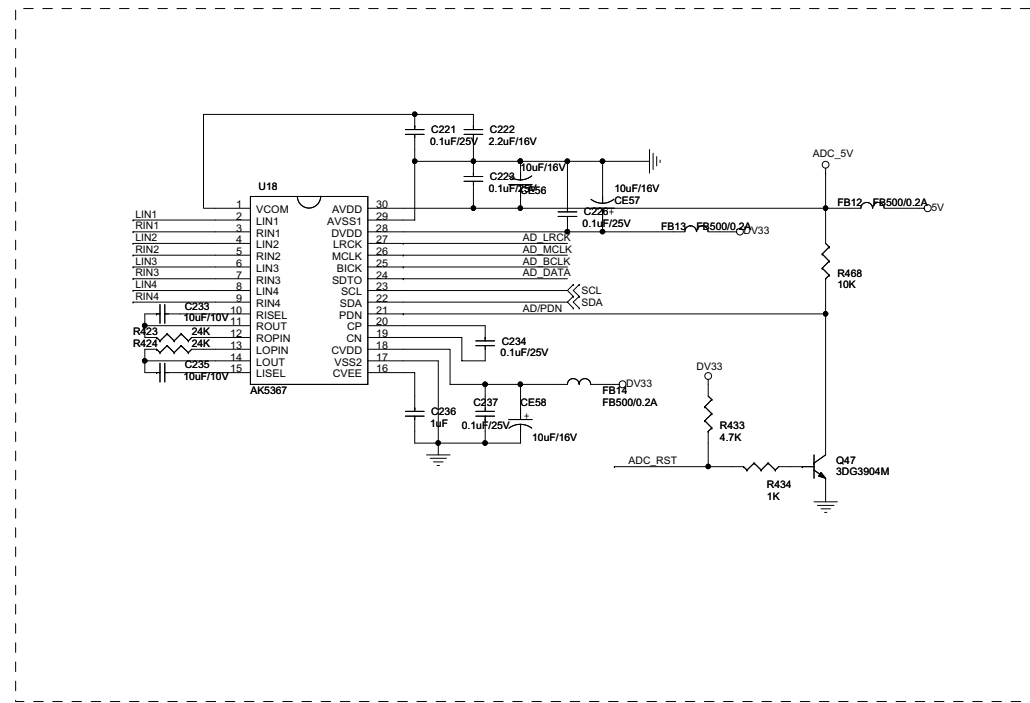 C221
0.1uF/25V
C222
2.2uF/16V
10uF/16V
C223
0.1uF/25V
CE56
10uF/16V
CE57
+
C226
0.1uF/25V
ADC_5V
FB12
FB500/0.2A
5V
FB13
FB500/0.2A
DV33
U18
1 VCOM AVDD 30
LIN1 2 LIN1 AVSS1 29
RIN1 3 RIN1 DVDD 28
LIN2 4 LIN2 LRCK 27 AD_LRCK
RIN2 5 RIN2 MCLK 26 AD_MCLK
LIN3 6 LIN3 BICK 25 AD_BCLK
RIN3 7 RIN3 SDTO 24 AD_DATA
LIN4 8 LIN4 SCL 23 SCL
RIN4 9 RIN4 SDA 22 SDA
10 RISEL PDN 21 AD/PDN
11 ROUT CP 20
12 ROPIN CN 19
13 LOPIN CVDD 18
14 LOUT VSS2 17
15 LISEL CVEE 16
AK5367
C233
10uF/10V
R423 24K
R424 24K
C235
10uF/10V
C234
0.1uF/25V
R468
10K
DV33
FB14
FB500/0.2A
C236
1uF
C237
0.1uF/25V
CE58
+
10uF/16V
DV33
R433
4.7K
ADC_RST
R434
1K
Q47
3DG3904M